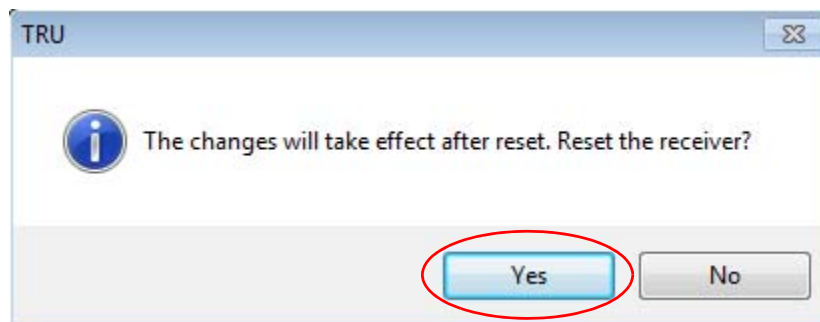 TRU
The changes will take effect after reset. Reset the receiver?
Yes No